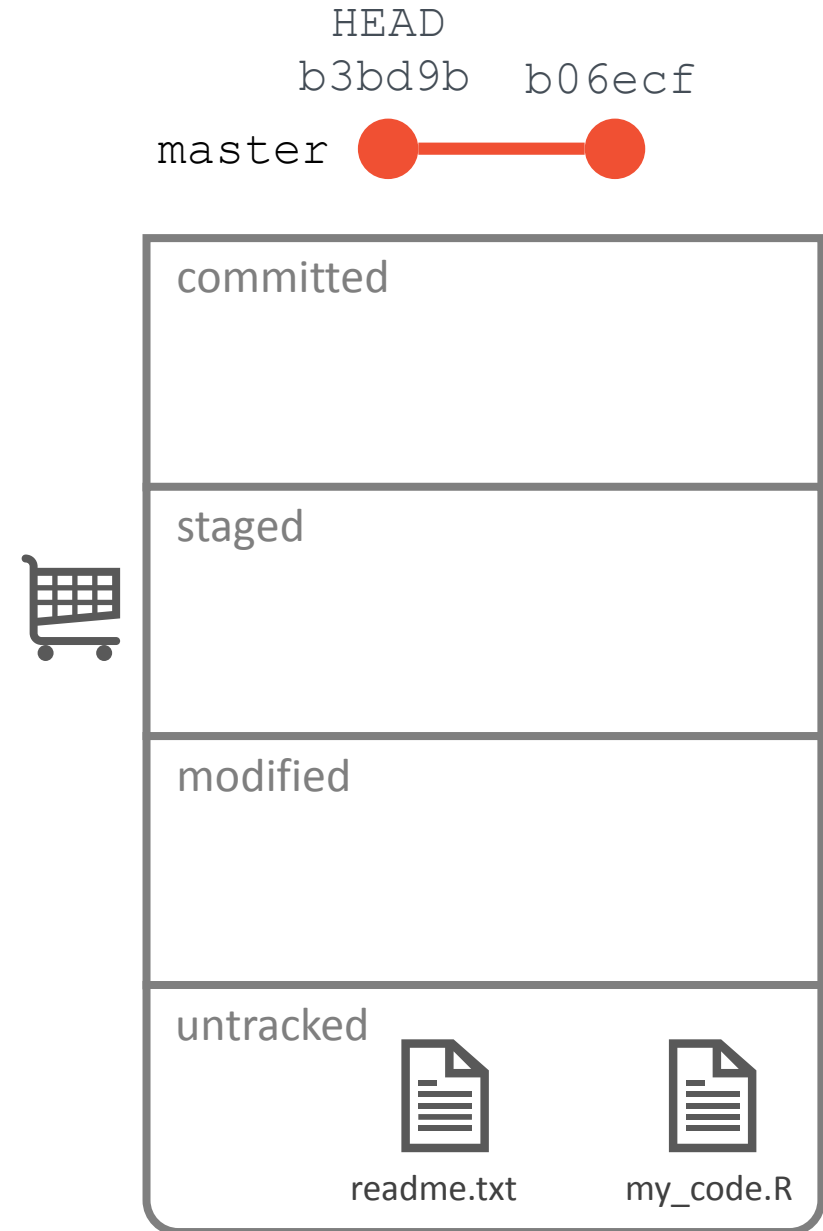 HEAD
b3bd9b b06ecf
master
committed
staged
modified
untracked
readme.txt my_code.R